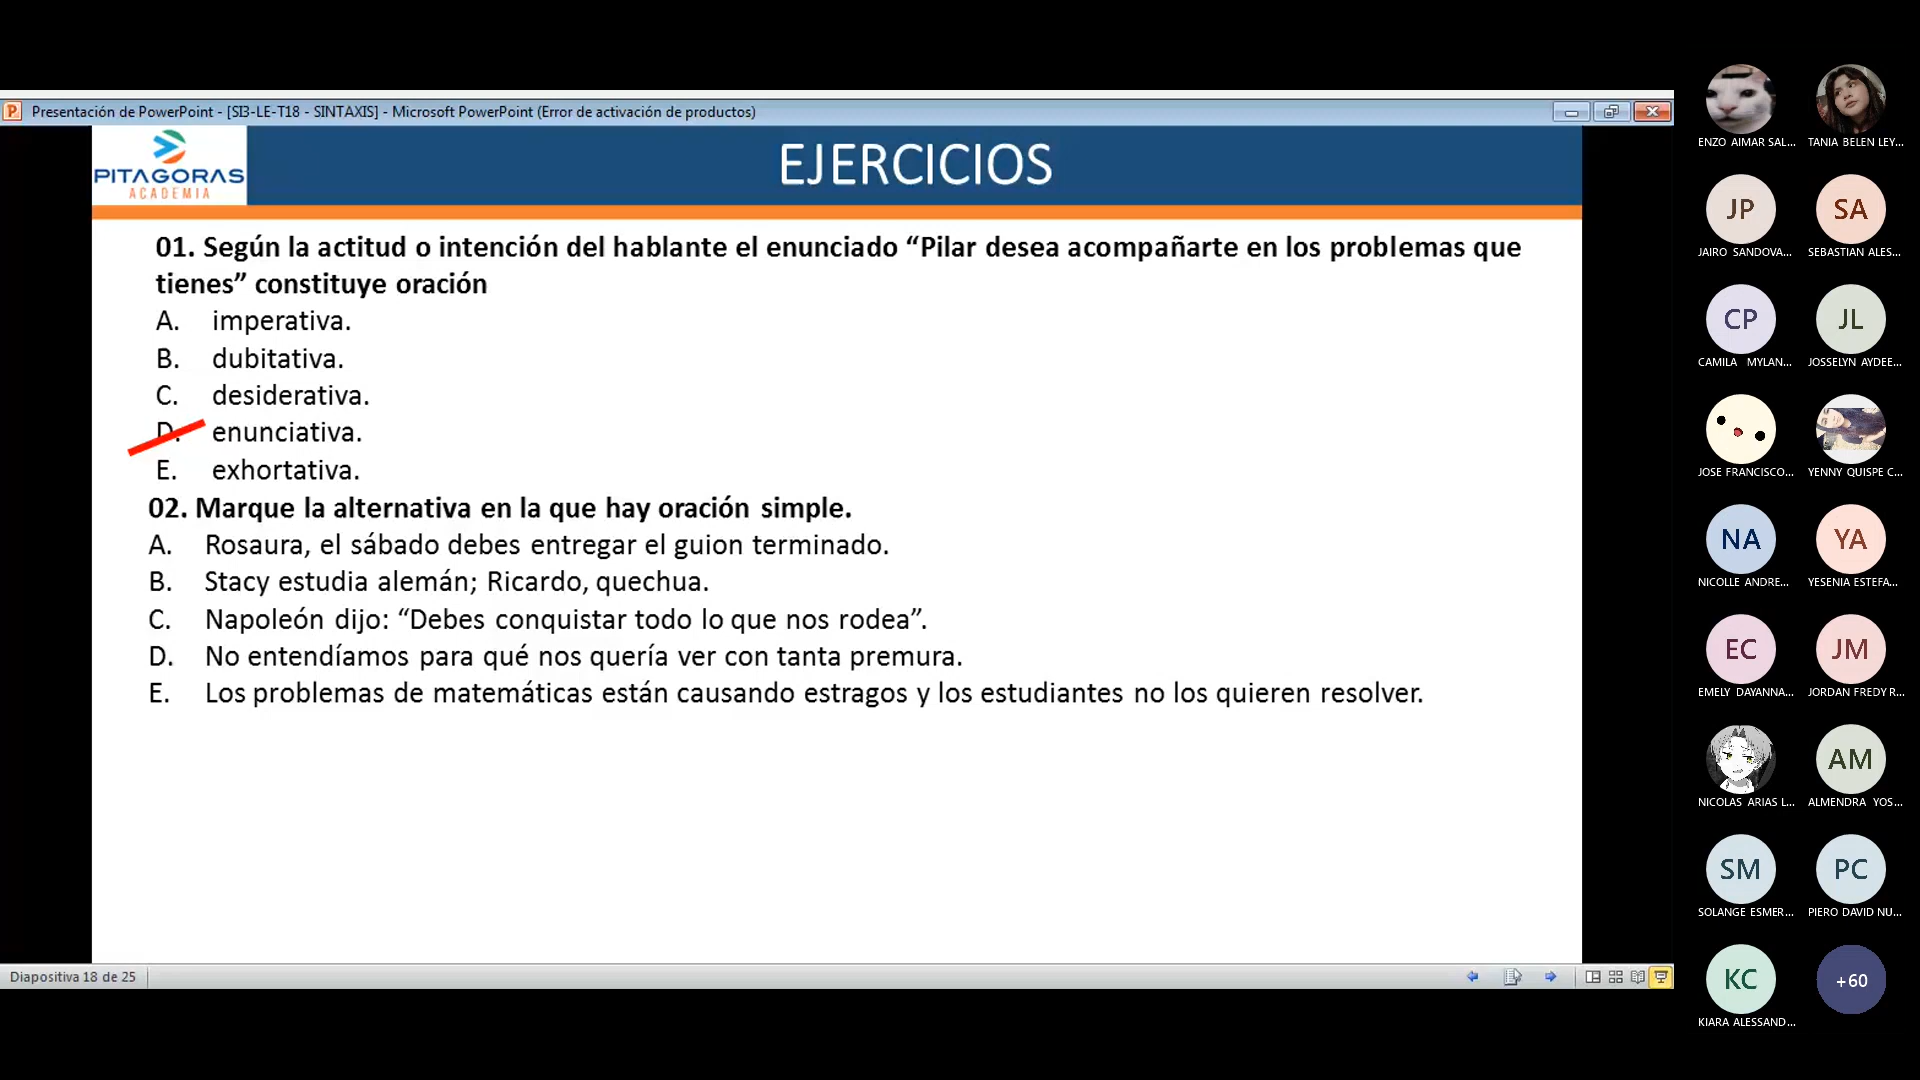 Presentación de PowerPoint - [SI3-LE-T18 - SINTAXIS] - Microsoft PowerPoint (Error de activación de productos)
PITAGORAS
ACADEMIA
EJERCICIOS
01. Según la actitud o intención del hablante el enunciado “Pilar desea acompañarte en los problemas que
tienes” constituye oración
A. imperativa.
B. dubitativa.
C. desiderativa.
D. enunciativa.
E. exhortativa.
02. Marque la alternativa en la que hay oración simple.
A. Rosaura, el sábado debes entregar el guion terminado.
B. Stacy estudia alemán; Ricardo, quechua.
C. Napoleón dijo: “Debes conquistar todo lo que nos rodea”.
D. No entendíamos para qué nos quería ver con tanta premura.
E. Los problemas de matemáticas están causando estragos y los estudiantes no los quieren resolver.
Diapositiva 18 de 25
ENZO AIMAR SAL... TANIA BELEN LEY...
JP SA
JAIRO SANDOVA... SEBASTIAN ALES...
CP JL
CAMILA MYLAN... JOSSELYN AYDEE...
JOSE FRANCISCO... YENNY QUISPE C...
NA YA
NICOLLE ANDRE... YESENIA ESTEFA...
EC JM
EMELY DAYANNA... JORDAN FREDY R...
AM
NICOLAS ARIAS L... ALMENDRA YOS...
SM PC
SOLANGE ESMER... PIERO DAVID NU...
KC +60
KIARA ALESSAND...